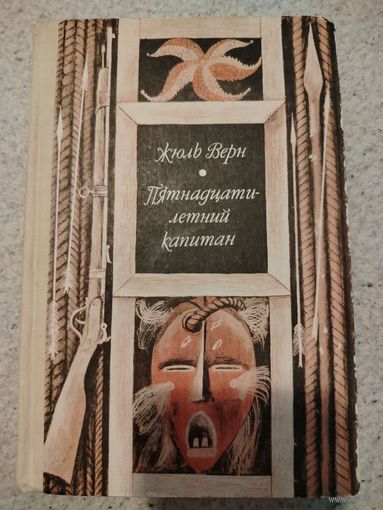 Жюль Верн
Пятнадцати-
летний
капитан